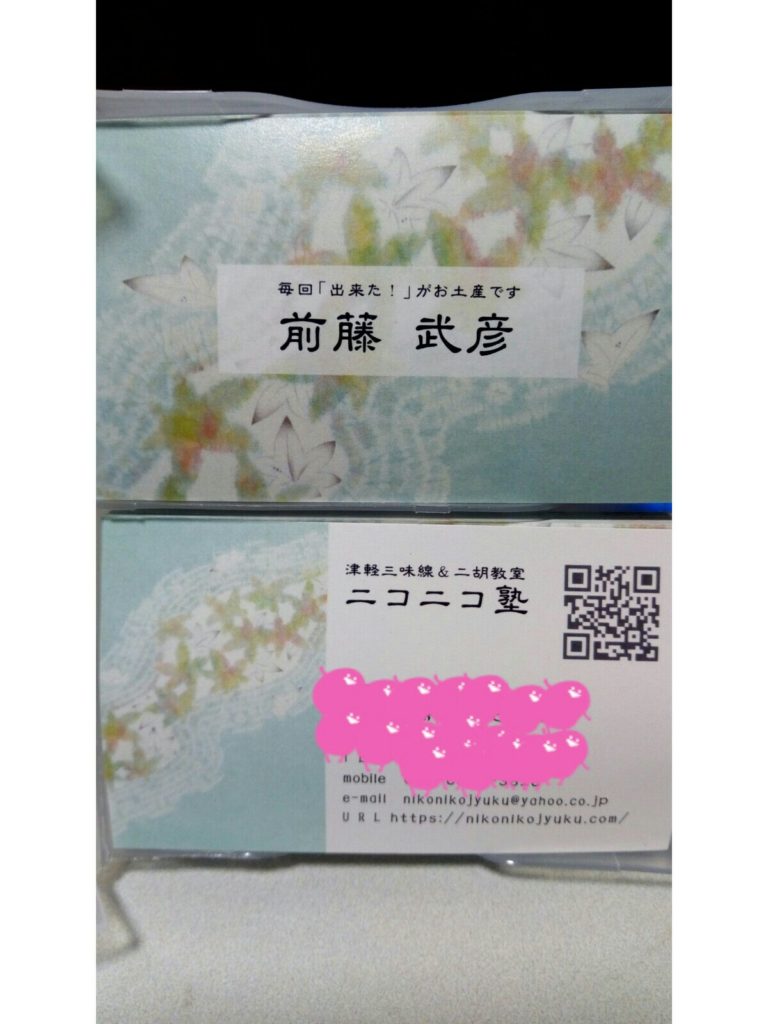 毎回「出来た！」がお土産です
前藤 武彦
津軽三味線＆二胡教室
ニコニコ塾
mobile
e-mail nikonikojyuku@yahoo.co.jp
URL https://nikonikojyuku.com/